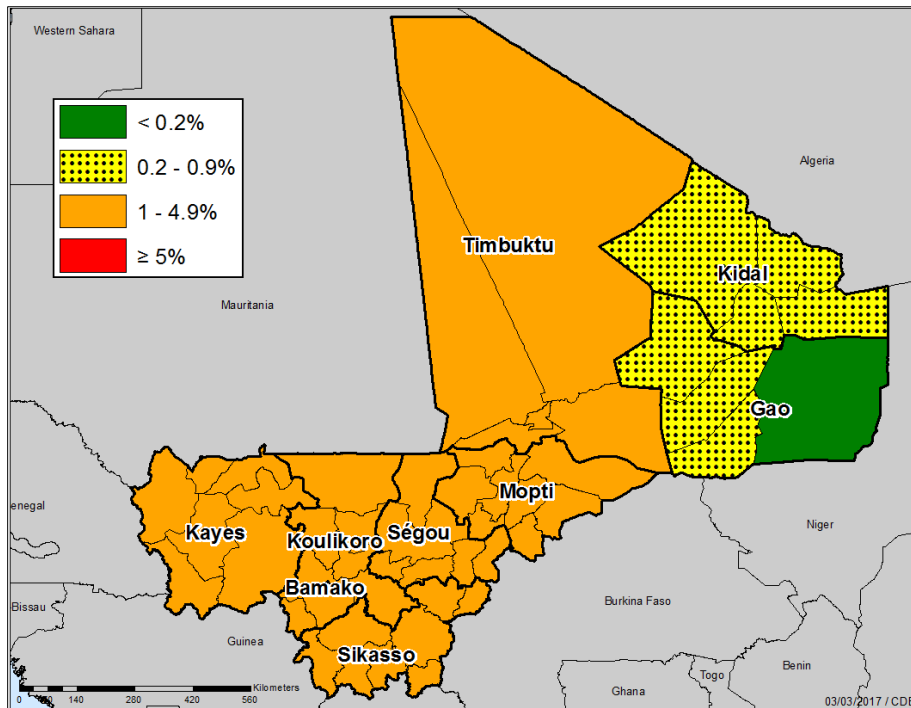 Western Sahara
< 0.2%
0.2 - 0.9%
1 - 4.9%
≥ 5%
Algeria
Timbuktu
Kidal
Mauritania
Gao
Mopti
enegal
Kayes
Koulikoro
Ségou
Niger
Bamako
Burkina Faso
Bissau
Guinea
Sikasso
Benin
Togo
Ghana
Kilometers
0 70 140 280 420 560
03/03/2017 / CDE